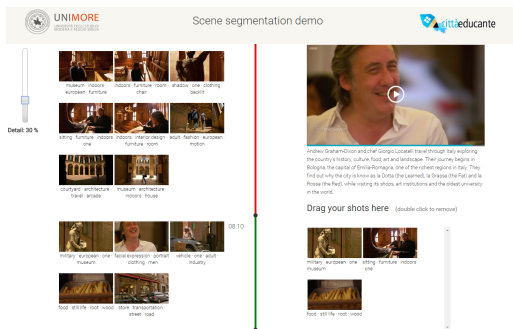 UNIMORE
UNIVERSITÀ DEGLI STUDI DI
MODENA E REGGIO EMILIA
Scene segmentation demo
cittàeducante
Detail: 30 %
museum · indoors
european · furniture
indoors · furniture · room
chair
shadow · one · clothing
backlit
sitting · furniture · indoors
one
indoors · interior design
furniture · room
adult · fashion · european
motion
courtyard · architecture
travel · arcade
museum · architecture
indoors · house
08:10
military · european · one
museum
facial expression · portrait
clothing · men
vehicle · one · adult
industry
food · still life · root · wood
store · transportation
street · road
Andrew Graham-Dixon and chef Giorgio Locatelli travel through Italy exploring
the country's history, culture, food, art and landscape. Their journey begins in
Bologna, the capital of Emilia-Romagna, one of the richest regions in Italy. They
find out why the city is know as la Dotta (the Learned), la Grassa (the Fat) and la
Rossa (the Red), while visiting its shops, art institutions and the oldest university
in the world.
Drag your shots here (double click to remove)
military · european · one
museum
sitting · furniture · indoors
one
food · still life · root · wood